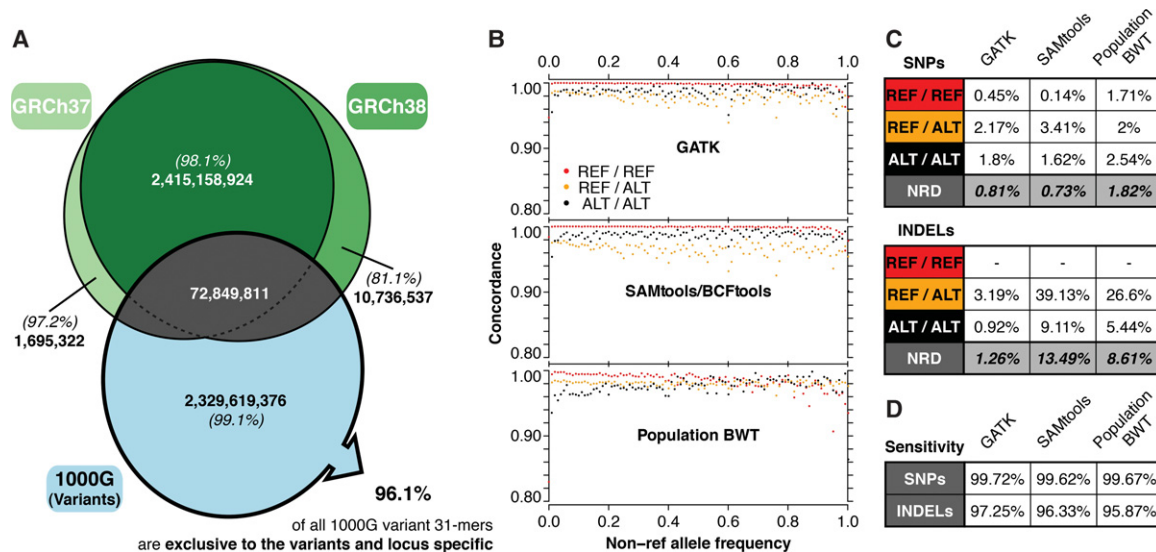 A
GRCh37
GRCh38
(98.1%)
2,415,158,924
72,849,811
(81.1%)
10,736,537
(97.2%)
1,695,322
2,329,619,376
(99.1%)
1000G
(Variants)
96.1%
of all 1000G variant 31-mers
are exclusive to the variants and locus specific
B
0.0 0.2 0.4 0.6 0.8 1.0
1.00
0.90
0.80
GATK
REF / REF
REF / ALT
ALT / ALT
1.00
0.90
0.80
SAMtools/BCFtools
Concordance
1.00
0.90
0.80
Population BWT
0.0 0.2 0.4 0.6 0.8 1.0
Non-ref allele frequency
C
SNPs GATK SAMtools Population BWT
REF / REF 0.45% 0.14% 1.71%
REF / ALT 2.17% 3.41% 2%
ALT / ALT 1.8% 1.62% 2.54%
NRD 0.81% 0.73% 1.82%
INDELs
REF / REF - - -
REF / ALT 3.19% 39.13% 26.6%
ALT / ALT 0.92% 9.11% 5.44%
NRD 1.26% 13.49% 8.61%
D
Sensitivity GATK SAMtools Population BWT
SNPs 99.72% 99.62% 99.67%
INDELs 97.25% 96.33% 95.87%